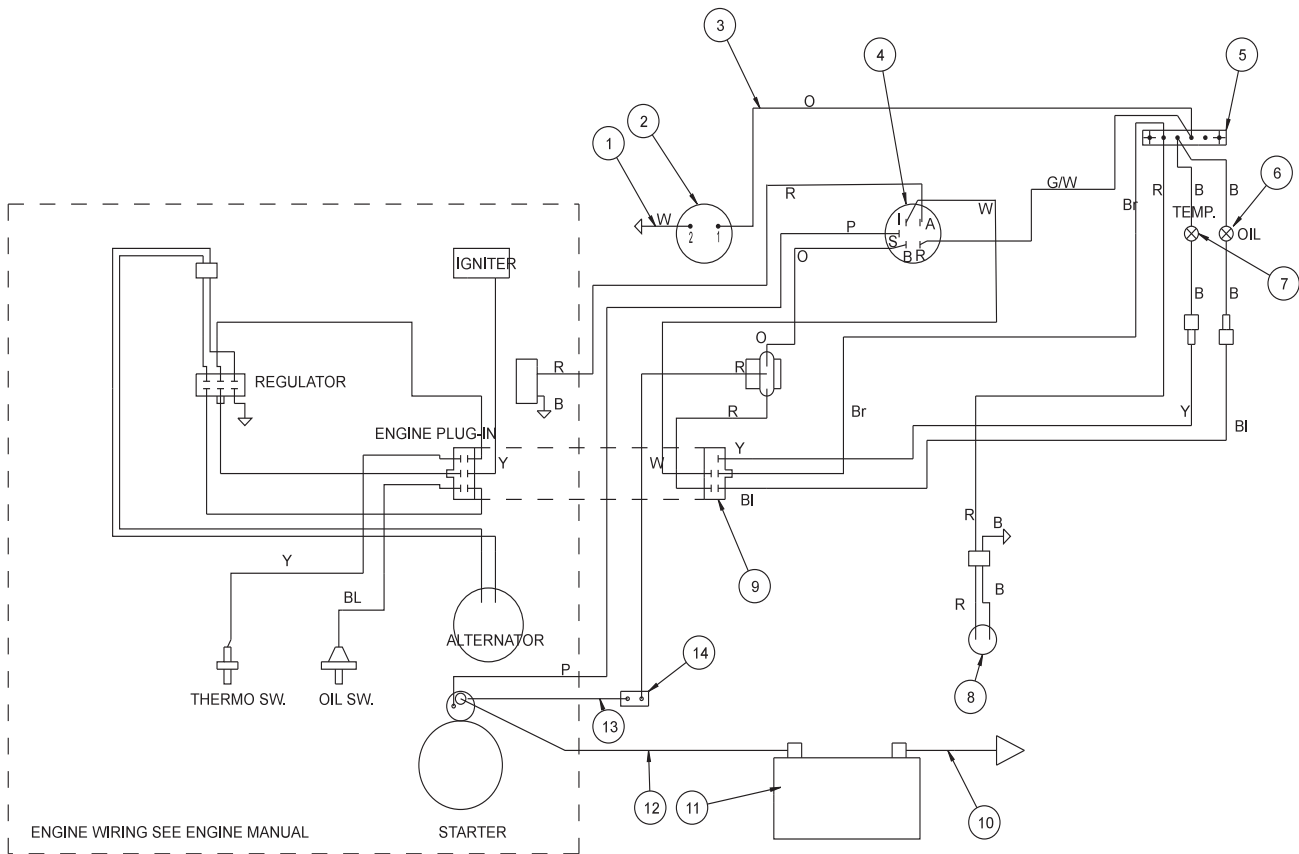 3
4
5
O
1
2
6
G/W
R
B
B
R
W
Br
TEMP.
W
P
I
A
OIL
2
1
S
O
B
R
7
IGNITER
B
B
O
R
R
REGULATOR
B
R
Br
Y
ENGINE PLUG-IN
Bl
Y
Y
W
Bl
R
B
Y
9
B
BL
R
ALTERNATOR
P
14
8
THERMO SW.
OIL SW.
13
12
11
10
ENGINE WIRING SEE ENGINE MANUAL
STARTER